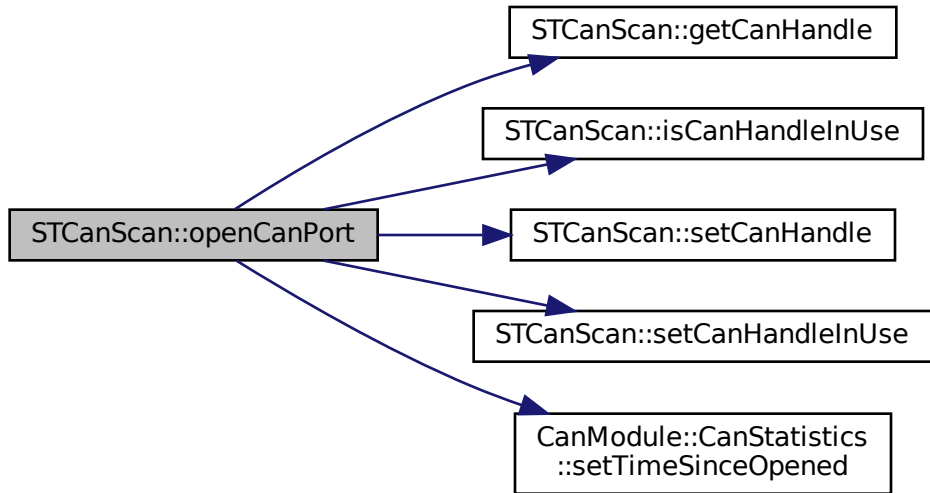 STCanScan::getCanHandle
STCanScan::isCanHandleInUse
STCanScan::openCanPort
STCanScan::setCanHandle
STCanScan::setCanHandleInUse
CanModule::CanStatistics
::setTimeSinceOpened